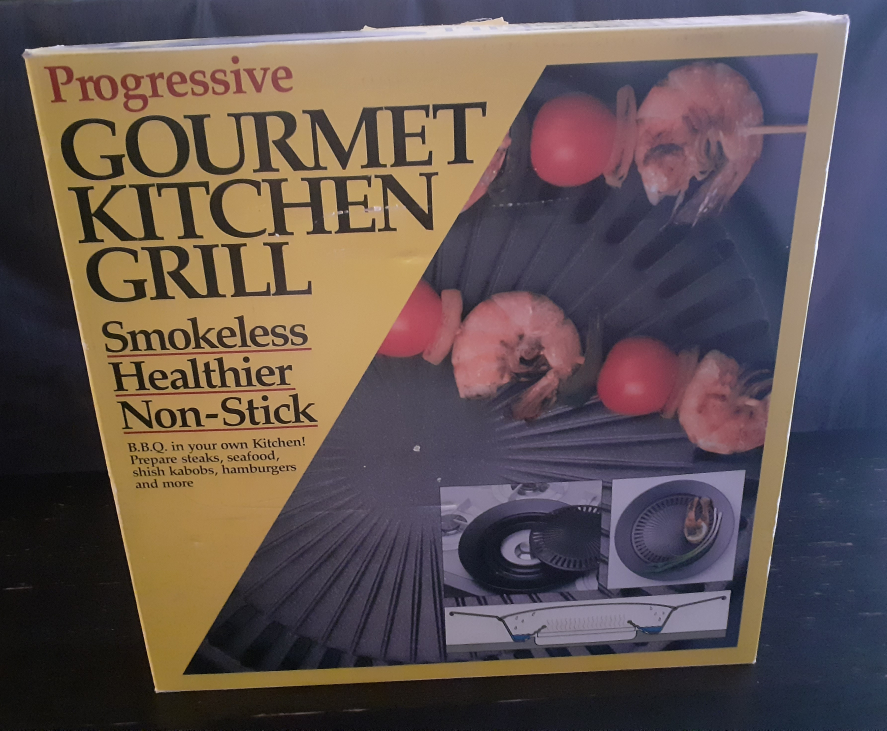 Progressive
GOURMET
KITCHEN
GRILL
Smokeless
Healthier
Non-Stick
B.B.Q. in your own Kitchen!
Prepare steaks, seafood,
shish kabobs, hamburgers
and more